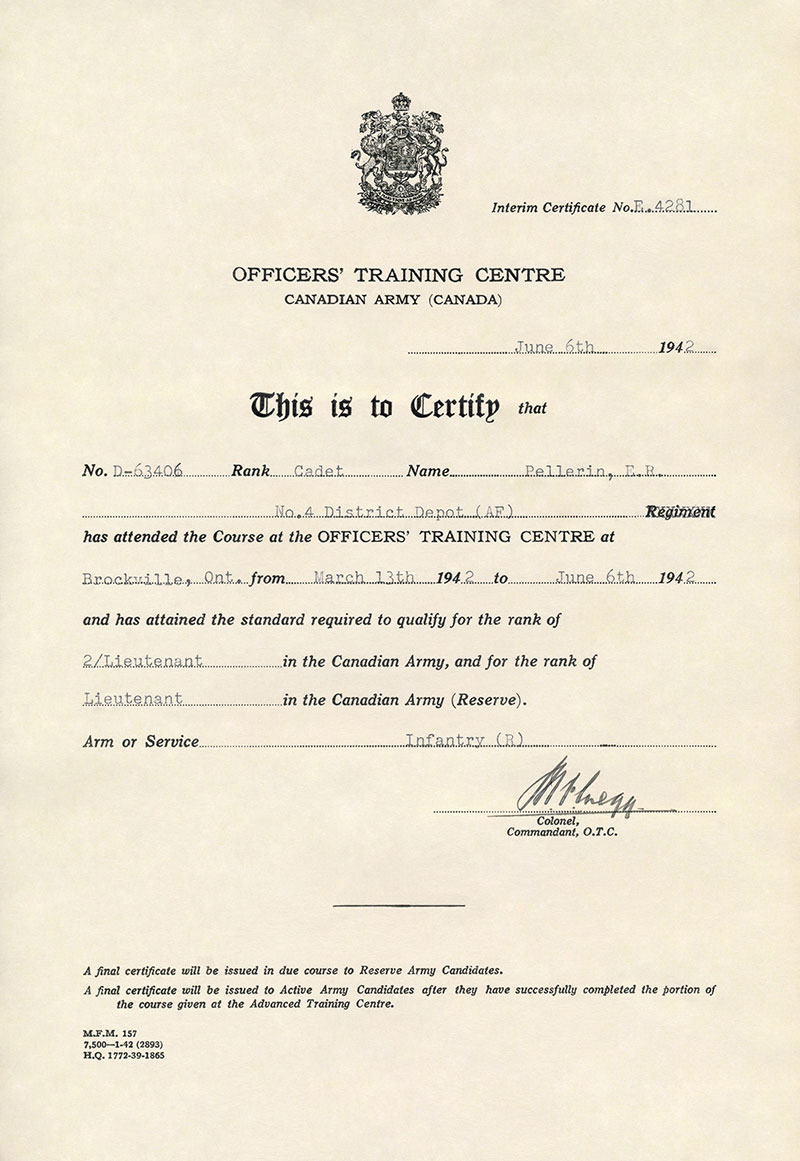 Interim Certificate No. E. 4281
OFFICERS' TRAINING CENTRE
CANADIAN ARMY (CANADA)
June 6th 1942
This is to Certify that
No. D-63406 Rank Cadet Name Pellerin, E.R.
No.4 District Depot (AF) Regiment
has attended the Course at the OFFICERS' TRAINING CENTRE at
Brockville, Ont. from March 13th 1942 to June 6th 1942
and has attained the standard required to qualify for the rank of
2/Lieutenant in the Canadian Army, and for the rank of
Lieutenant in the Canadian Army (Reserve).
Arm or Service Infantry (R)
Colonel,
Commandant, O.T.C.
A final certificate will be issued in due course to Reserve Army Candidates.
A final certificate will be issued to Active Army Candidates after they have successfully completed the portion of
the course given at the Advanced Training Centre.
M.F.M. 157
7,500—1-42 (2893)
H.Q. 1772-39-1865